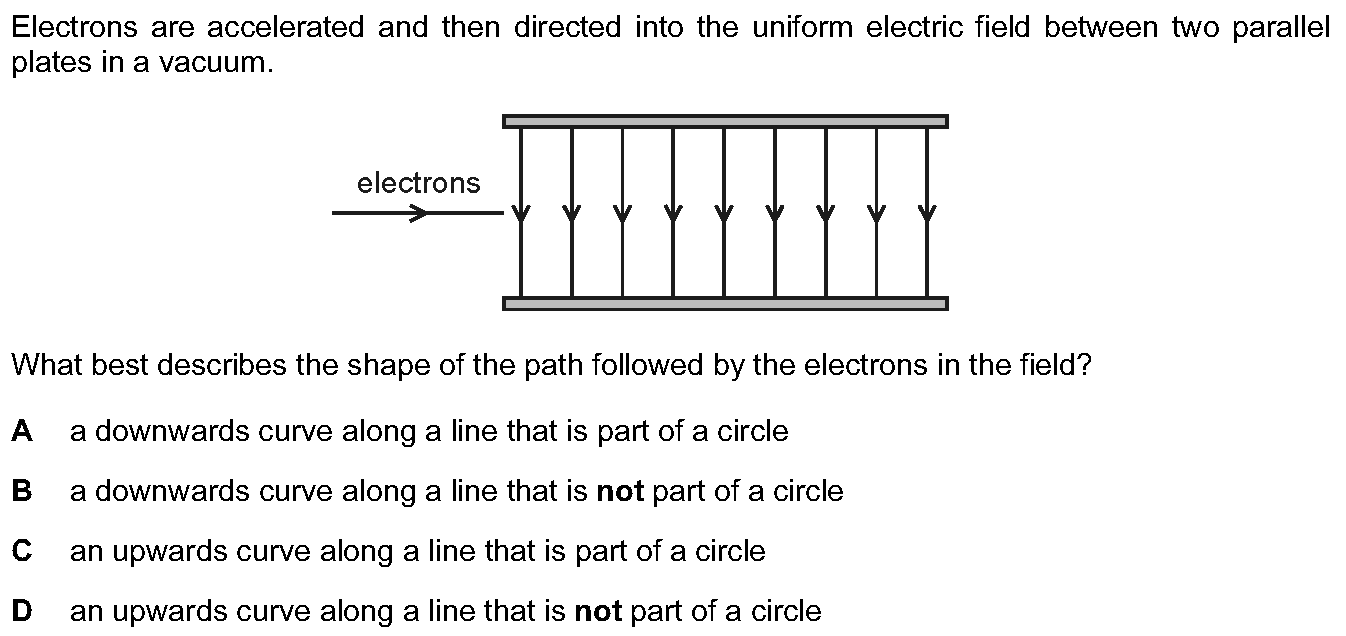 Electrons are accelerated and then directed into the uniform electric field between two parallel
plates in a vacuum.
electrons
What best describes the shape of the path followed by the electrons in the field?
A a downwards curve along a line that is part of a circle
B a downwards curve along a line that is not part of a circle
C an upwards curve along a line that is part of a circle
D an upwards curve along a line that is not part of a circle